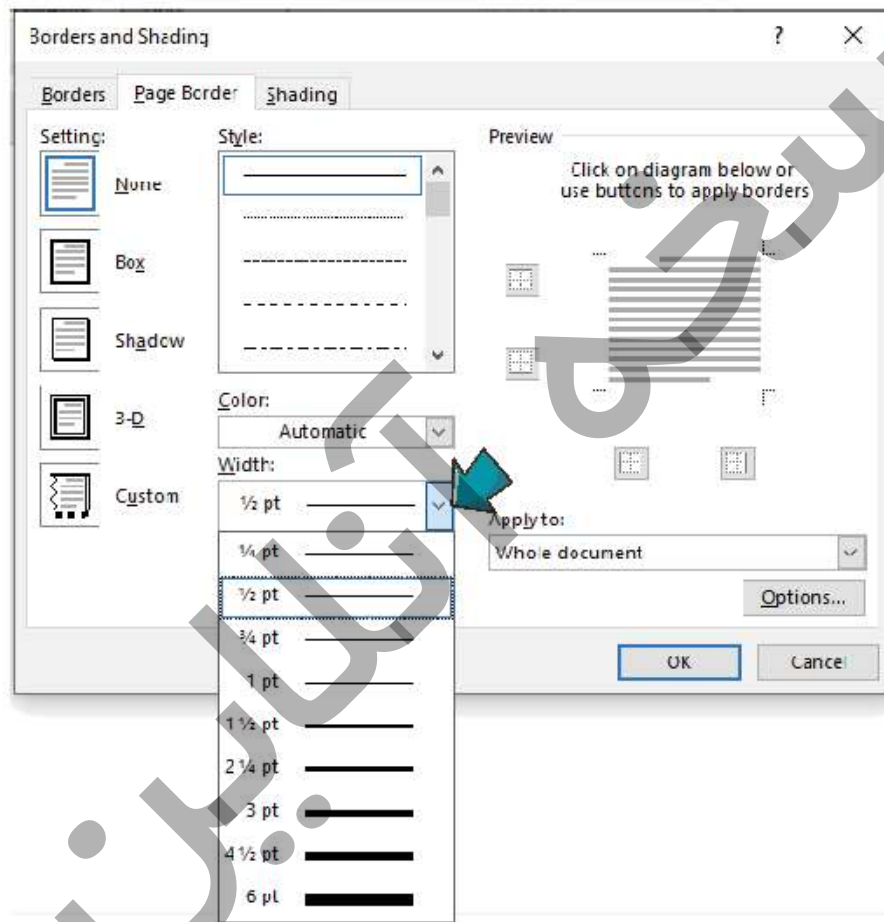 Borders and Shading ? X
Borders Page Border Shading
Setting:
None
Box
Shadow
3-D
Custom
Style:
Color:
Automatic
Width:
½ pt
¼ pt
½ pt
¾ pt
1 pt
1 ½ pt
2 ¼ pt
3 pt
4 ½ pt
6 pt
Preview
Click on diagram below or
use buttons to apply borders
Apply to:
Whole document
Options...
OK Cancel